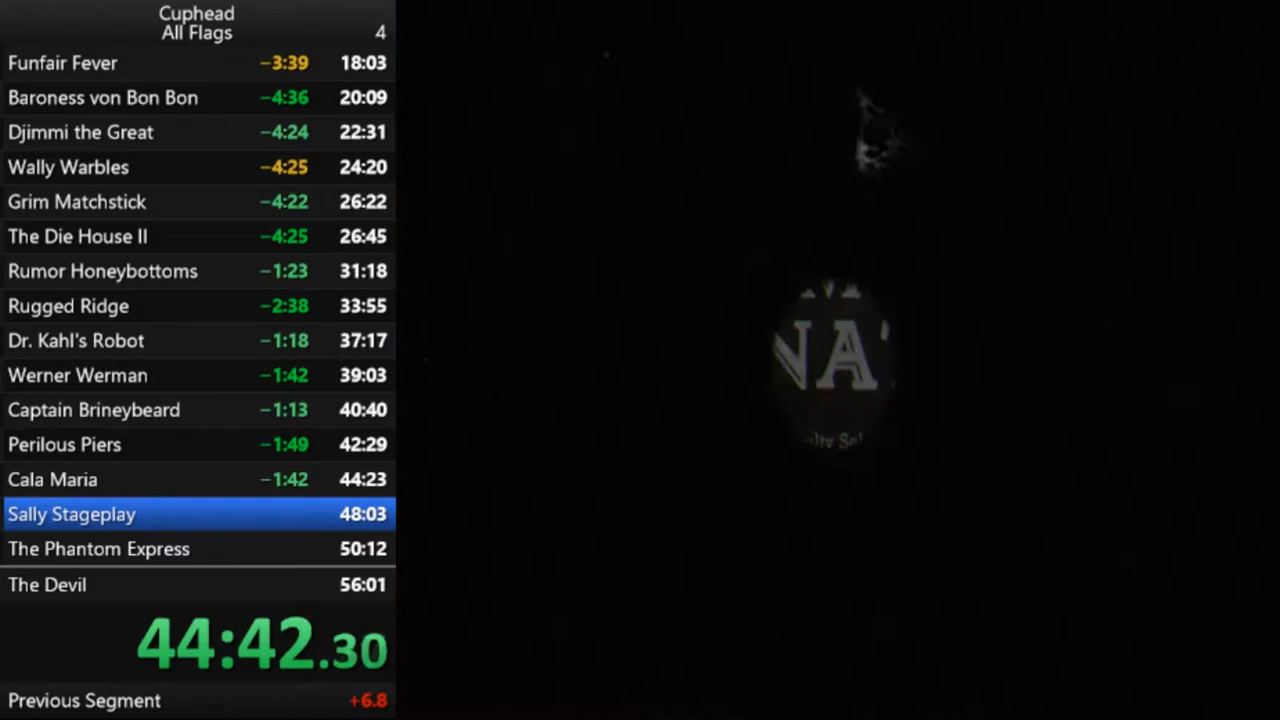 Cuphead
All Flags 4
Funfair Fever −3:39 18:03
Baroness von Bon Bon −4:36 20:09
Djimmi the Great −4:24 22:31
Wally Warbles −4:25 24:20
Grim Matchstick −4:22 26:22
The Die House II −4:25 26:45
Rumor Honeybottoms −1:23 31:18
Rugged Ridge −2:38 33:55
Dr. Kahl's Robot −1:18 37:17
Werner Werman −1:42 39:03
Captain Brineybeard −1:13 40:40
Perilous Piers −1:49 42:29
Cala Maria −1:42 44:23
Sally Stageplay 48:03
The Phantom Express 50:12
The Devil 56:01
44:42.30
Previous Segment +6.8
NA